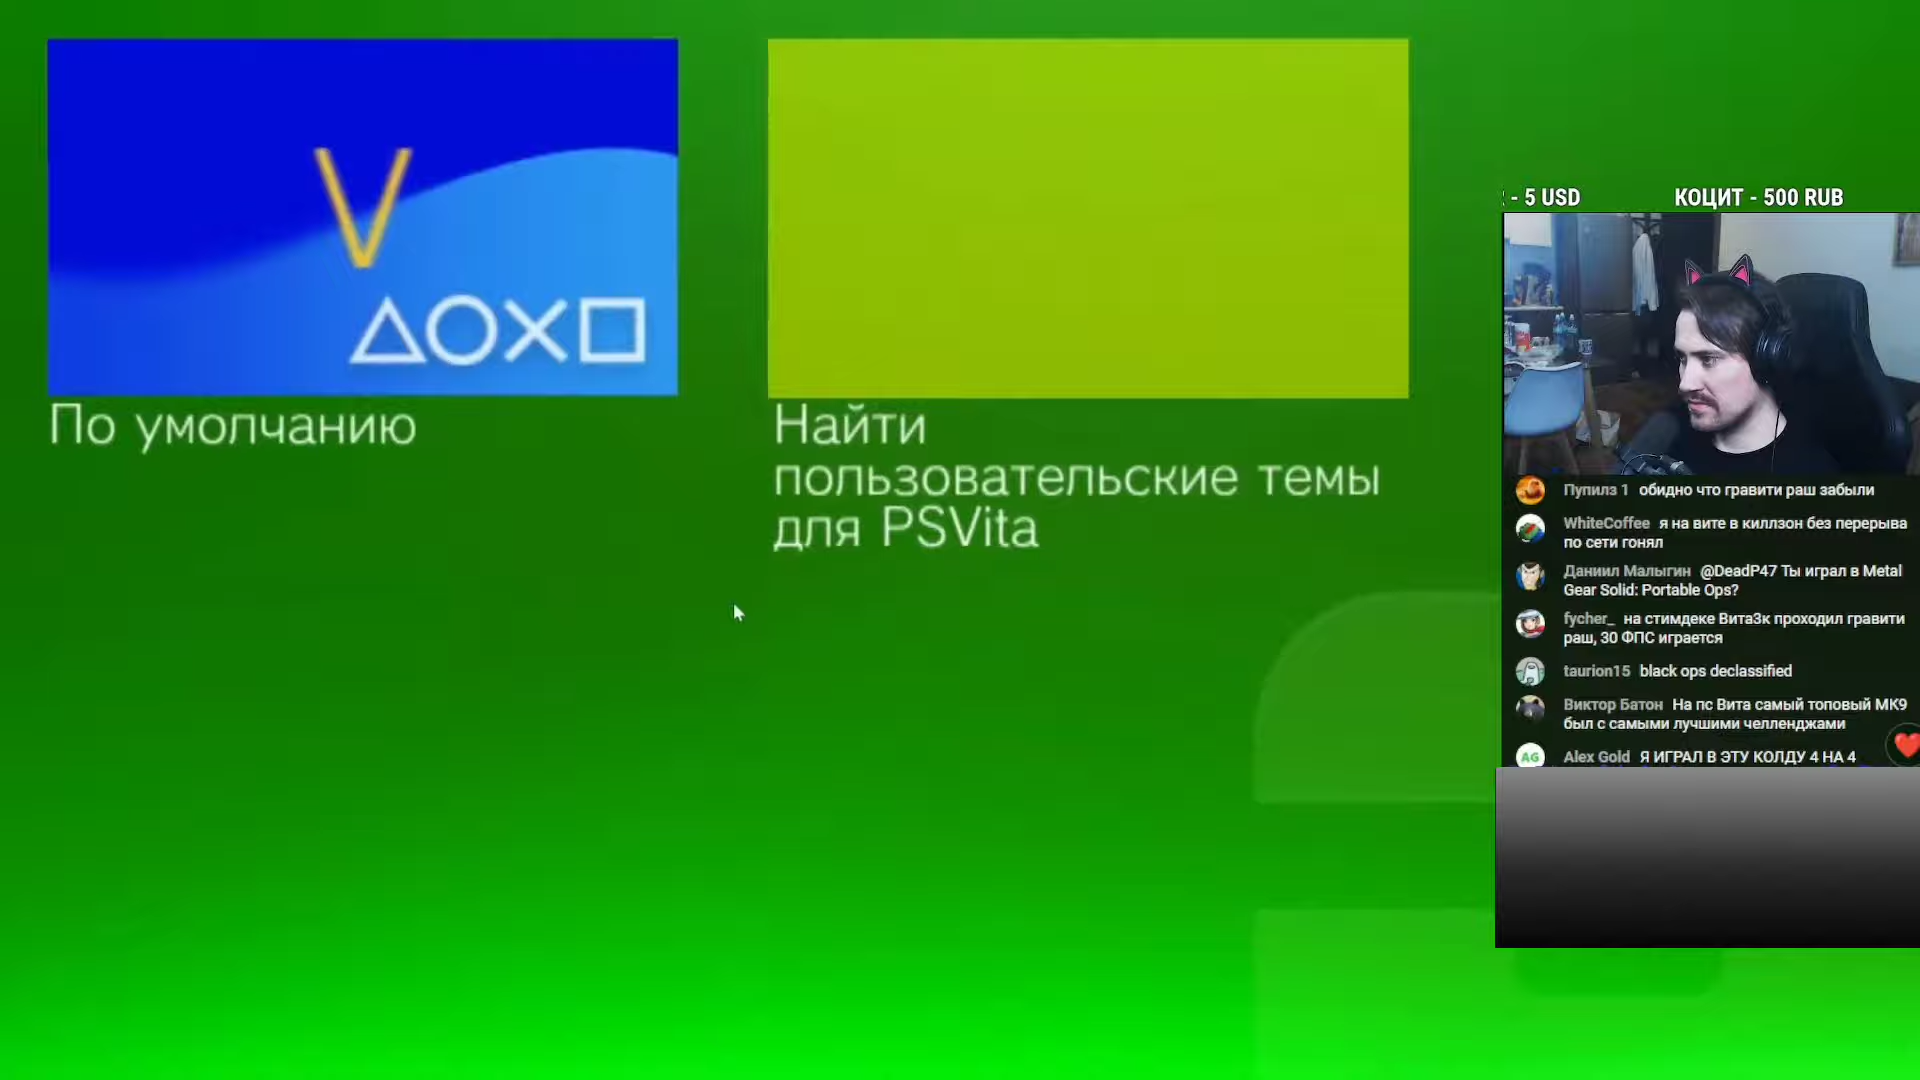 V
По умолчанию
Найти
пользовательские темы
для PSVita
- 5 USD
КОЦИТ - 500 RUB
Пупилз 1 обидно что гравити раш забыли
WhiteCoffee я на вите в киллзон без перерыва
по сети гонял
Даниил Малыгин @DeadP47 Ты играл в Metal
Gear Solid: Portable Ops?
fycher_ на стимдеке Вита3к проходил гравити
раш, 30 ФПС играется
taurion15 black ops declassified
Виктор Батон На пс Вита самый топовый МК9
был с самыми лучшими челленджами
AG Alex Gold Я ИГРАЛ В ЭТУ КОЛДУ 4 НА 4